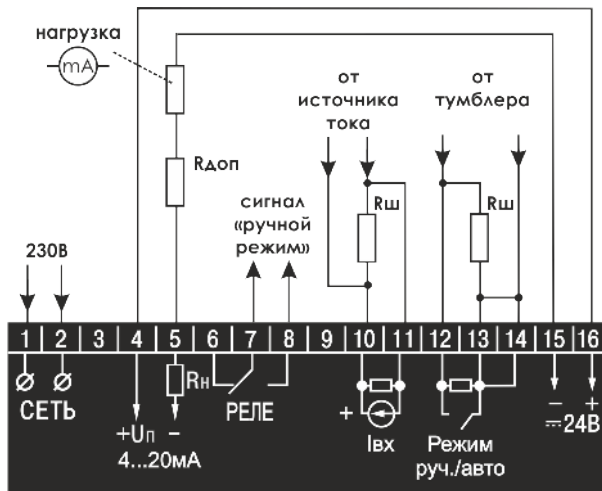 нагрузка
mA
Rдоп
от
источника
тока
от
тумблера
Rш
Rш
сигнал
«ручной
режим»
230В
1 2 3 4 5 6 7 8 9 10 11 12 13 14 15 16
СЕТЬ
+Uп –
4...20мА
Rн
РЕЛЕ
+
Iвх
Режим
руч./авто
– +
⎓24В